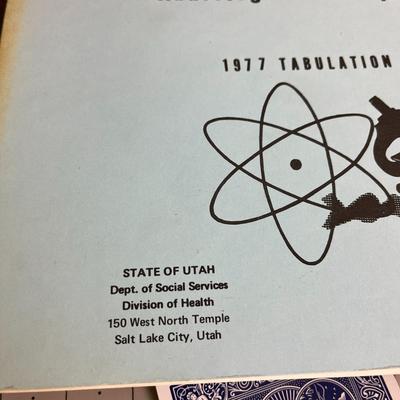 1977 TABULATION
STATE OF UTAH
Dept. of Social Services
Division of Health
150 West North Temple
Salt Lake City, Utah